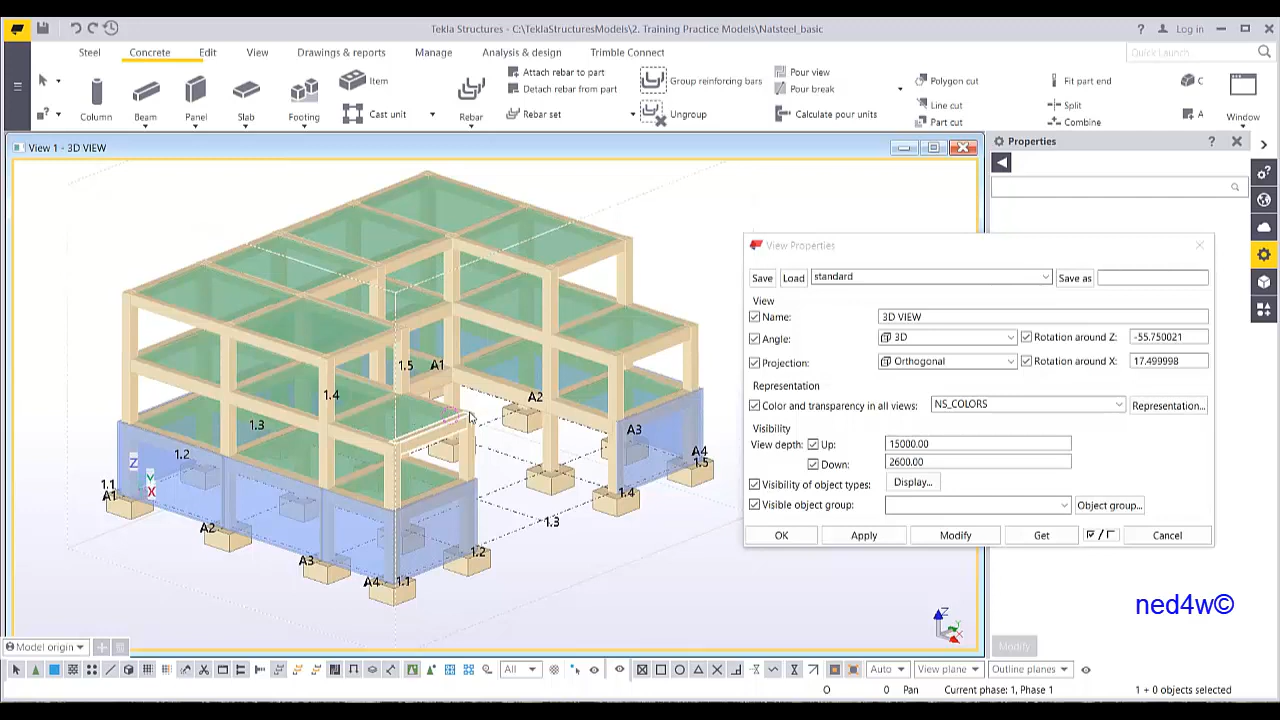 Tekla Structures - C:\TeklaStructuresModels\2. Training Practice Models\Natsteel_basic
? Log in
Steel Concrete Edit View Drawings & reports Manage Analysis & design Trimble Connect
Quick Launch
Column
Beam
Panel
Slab
Footing
Item
Cast unit
Rebar
Attach rebar to part
Detach rebar from part
Rebar set
Group reinforcing bars
Ungroup
Pour view
Pour break
Calculate pour units
Polygon cut
Line cut
Part cut
Fit part end
Split
Combine
C
A
Window
View 1 - 3D VIEW
Properties ?
View Properties
Save Load standard Save as
View
Name: 3D VIEW
Angle: 3D Rotation around Z: -55.750021
Projection: Orthogonal Rotation around X: 17.499998
Representation
Color and transparency in all views: NS_COLORS Representation...
Visibility
View depth: Up: 15000.00
Down: 2600.00
Visibility of object types: Display...
Visible object group: Object group...
OK Apply Modify Get / Cancel
1.5 A1
1.4
A2
1.3
A3
1.2
A4
1.5
Z
Y
X
1.1
A1
1.4
A2
1.3
A3
1.2
A4 1.1
ned4w©
Z
Y
X
Model origin
Modify
All
Auto View plane Outline planes
O 0 Pan Current phase: 1, Phase 1 1 + 0 objects selected